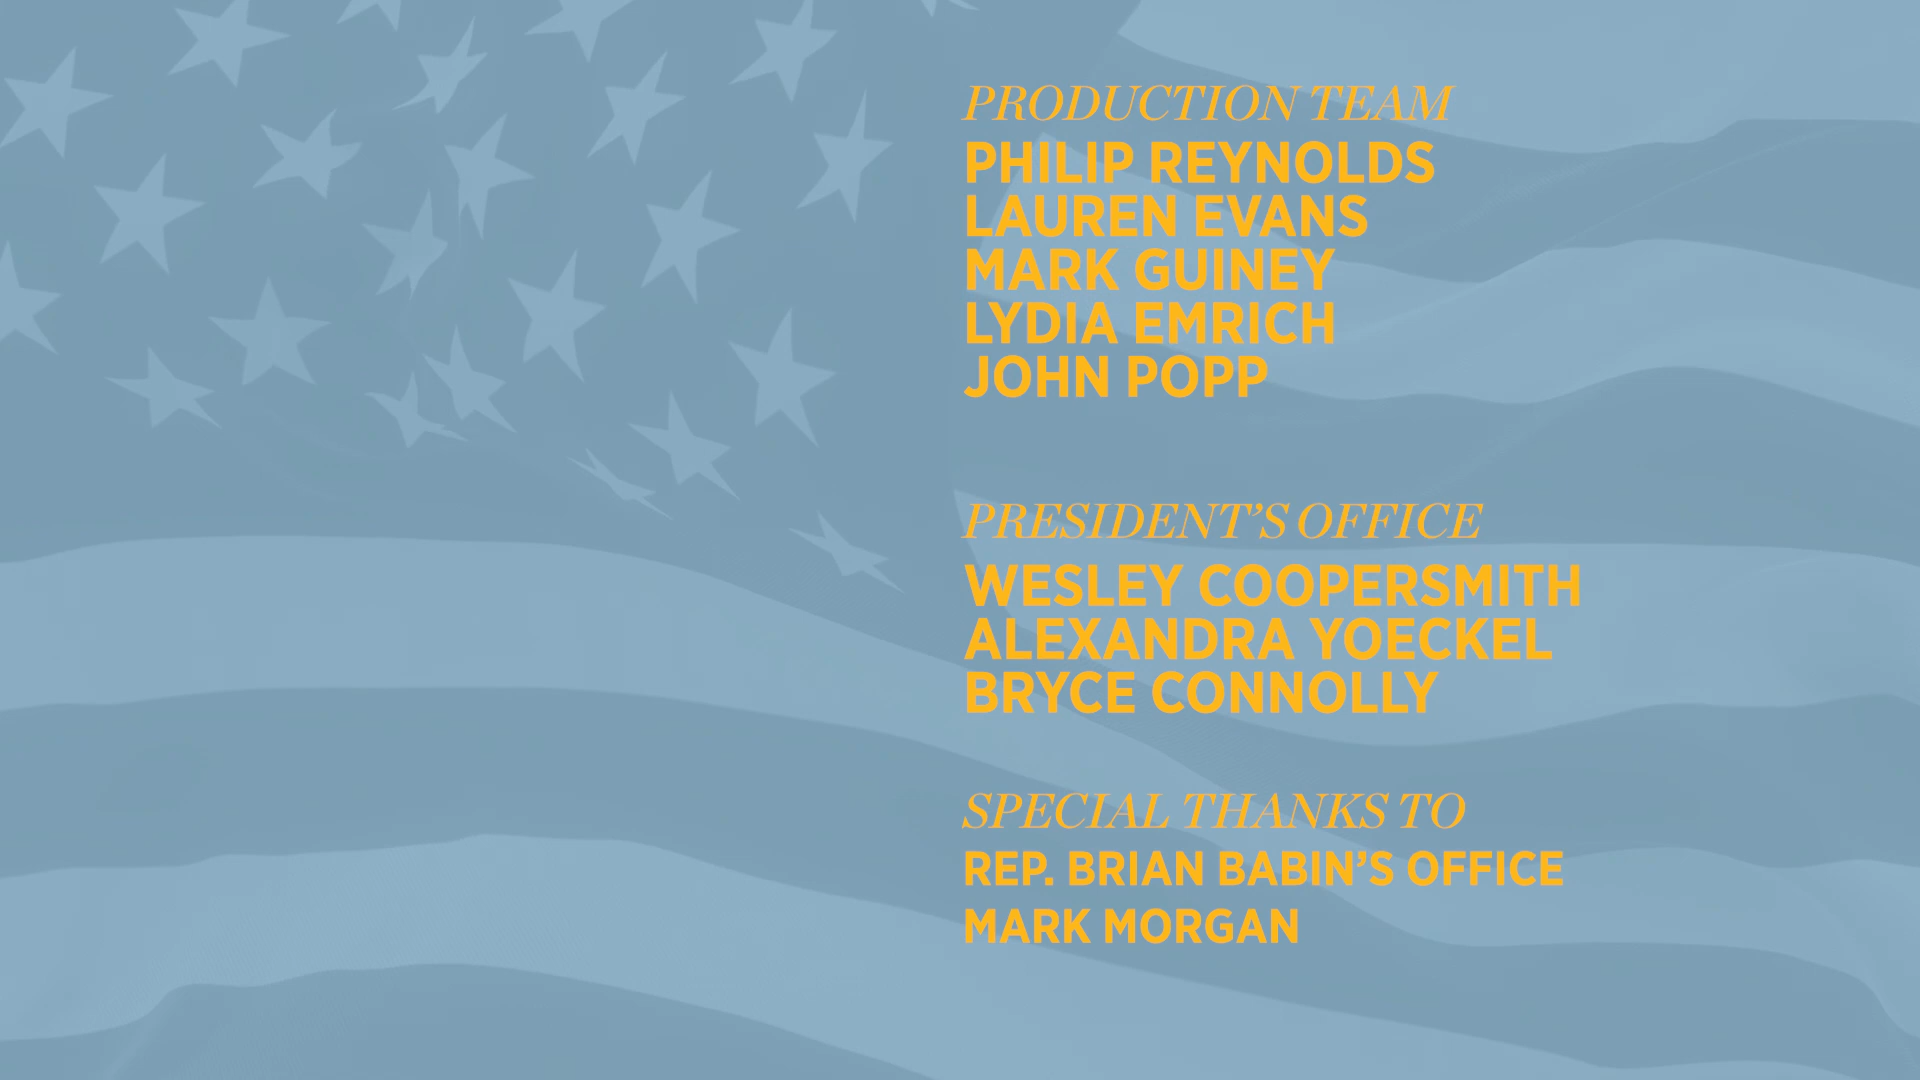 PRODUCTION TEAM
PHILIP REYNOLDS
LAUREN EVANS
MARK GUINEY
LYDIA EMRICH
JOHN POPP
PRESIDENT’S OFFICE
WESLEY COOPERSMITH
ALEXANDRA YOECKEL
BRYCE CONNOLLY
SPECIAL THANKS TO
REP. BRIAN BABIN’S OFFICE
MARK MORGAN